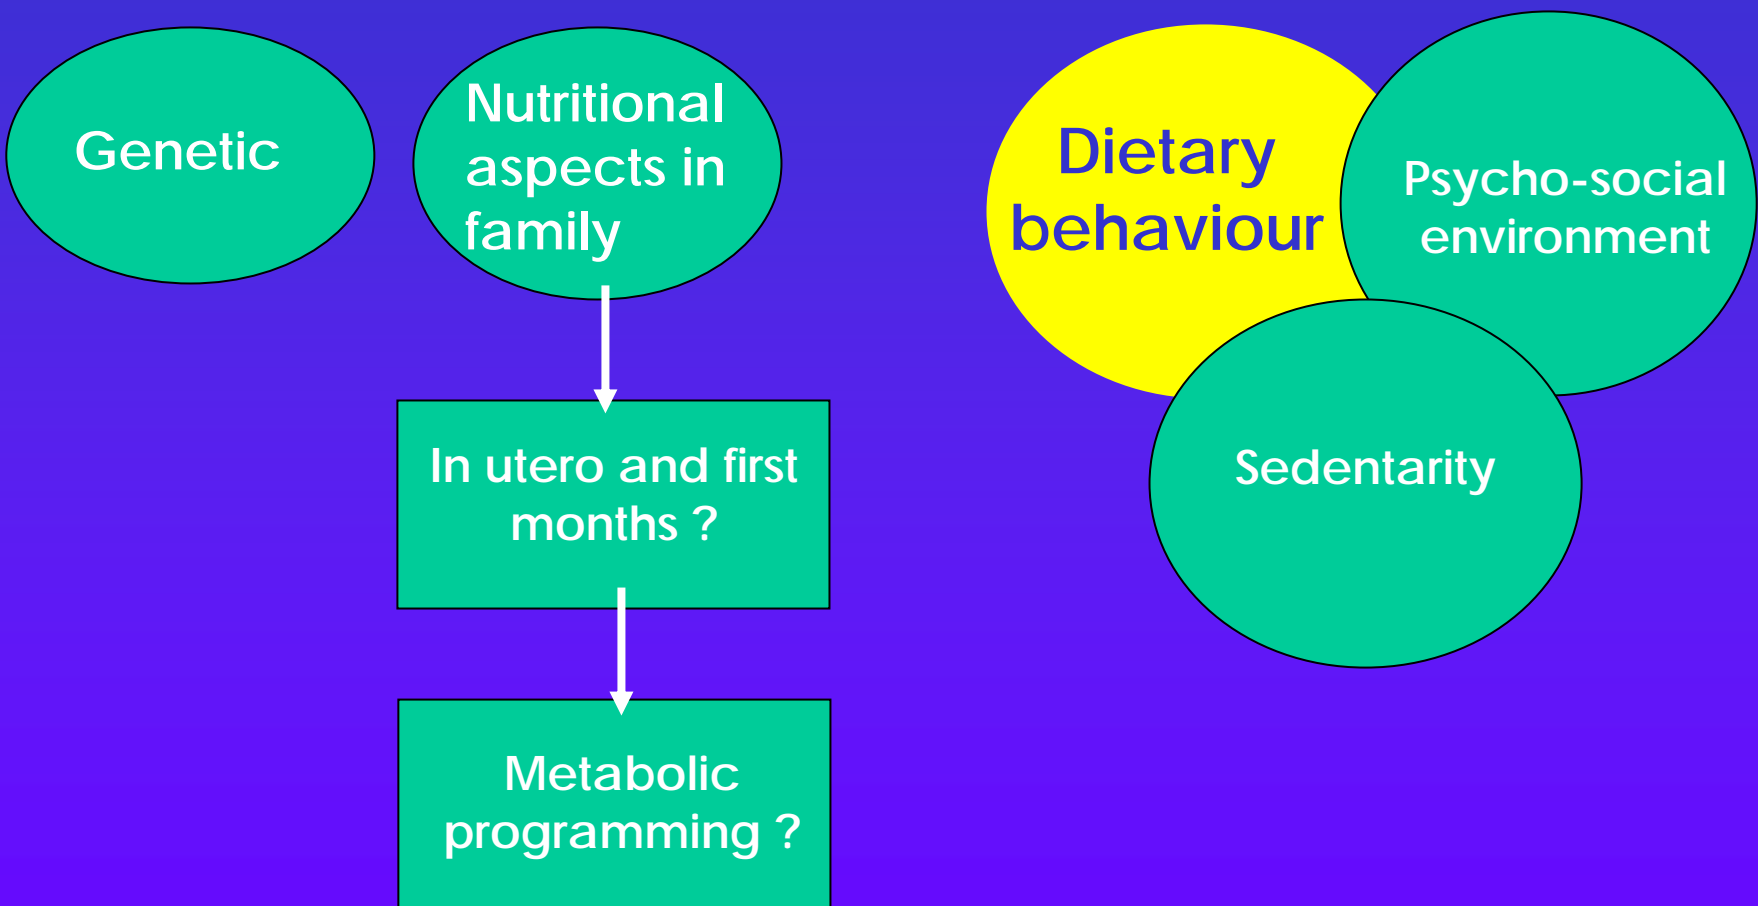 Genetic
Nutritional
aspects in
family
In utero and first
months ?
Metabolic
programming ?
Dietary
behaviour
Psycho-social
environment
Sedentarity